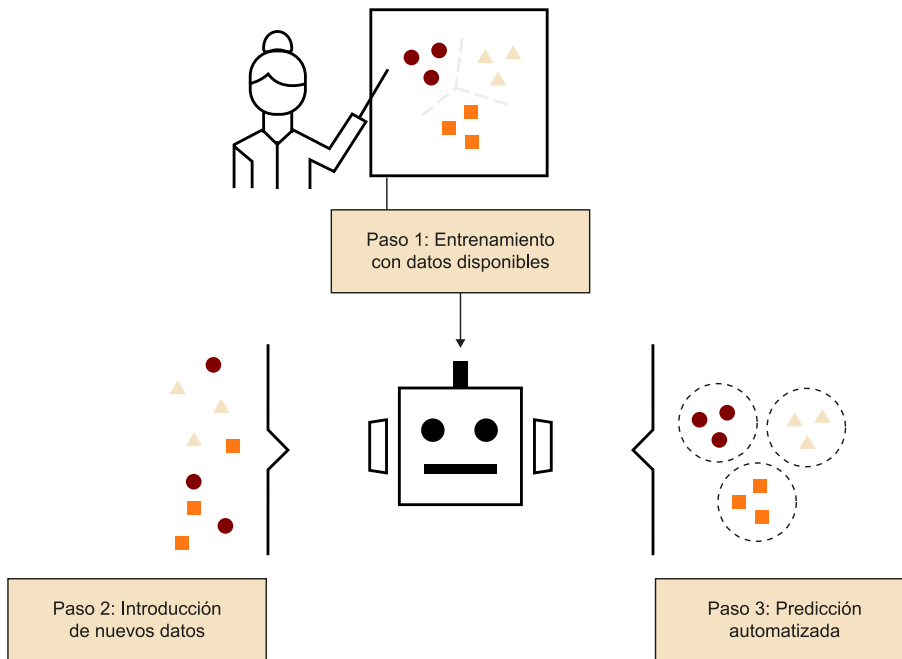 Paso 1: Entrenamiento
con datos disponibles
Paso 2: Introducción
de nuevos datos
Paso 3: Predicción
automatizada